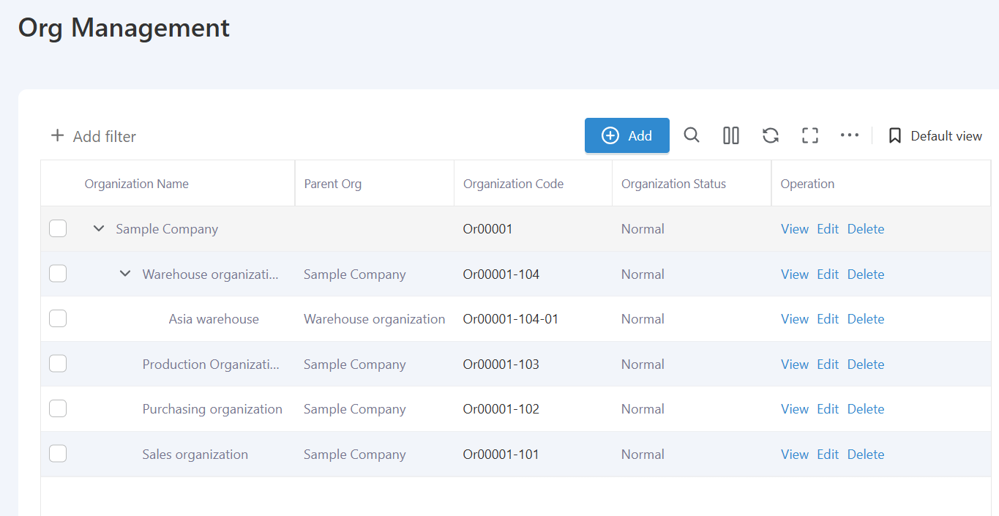 Org Management
Add filter
Add
Default view
Organization Name Parent Org Organization Code Organization Status Operation
Sample Company Or00001 Normal View Edit Delete
Warehouse organizati... Sample Company Or00001-104 Normal View Edit Delete
Asia warehouse Warehouse organization Or00001-104-01 Normal View Edit Delete
Production Organizati... Sample Company Or00001-103 Normal View Edit Delete
Purchasing organization Sample Company Or00001-102 Normal View Edit Delete
Sales organization Sample Company Or00001-101 Normal View Edit Delete